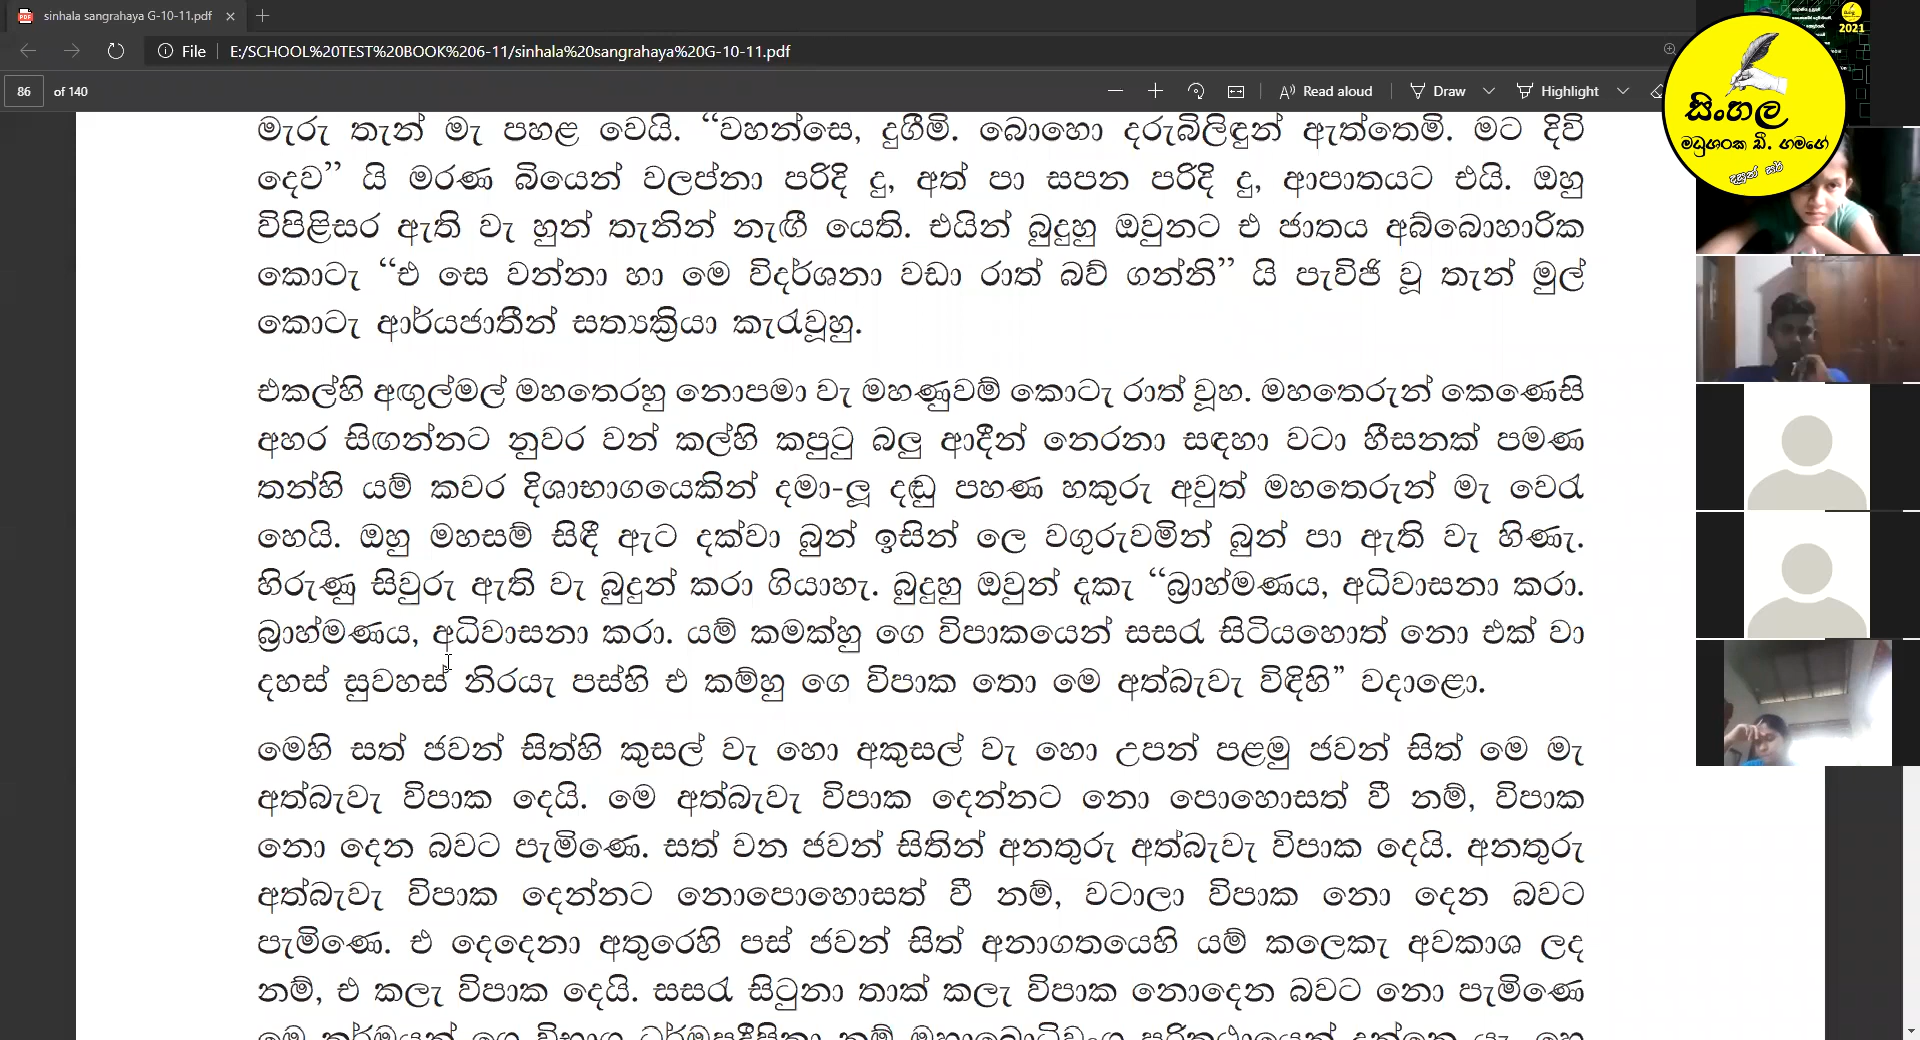 sinhala sangrahaya G-10-11.pdf
File
E:/SCHOOL%20TEST%20BOOK%206-11/sinhala%20sangrahaya%20G-10-11.pdf
86 of 140
Read aloud
Draw
Highlight
2021
සිංහල
මධුශංක ඩී. ගමගේ
දහුන් සර්
මැරු තැන් මැ පහළ වෙයි. “වහන්සෙ, දුගීමි. බොහො දරුබිලිඳුන් ඇත්තෙමි. මට දිවි
දෙව” යි මරණ බියෙන් වලප්නා පරිදි දු, අත් පා සපන පරිදි දු, ආපාතයට එයි. ඔහු
විපිළිසර ඇති වැ හුන් තැනින් නැඟී යෙති. එයින් බුදුහු ඔවුනට එ ජාතය අබ්බොහාරික
කොටැ “එ සෙ වන්නා හා මෙ විදර්ශනා වඩා රාත් බව් ගන්නි” යි පැවිජි වූ තැන් මුල්
කොටැ ආර්යජාතීන් සත්‍යක්‍රියා කැරැවූහු.
එකල්හි අඟුල්මල් මහතෙරහු නොපමා වැ මහණුවම් කොටැ රාත් වූහ. මහතෙරුන් කෙණෙසි
අහර සිඟන්නට නුවර වන් කල්හි කපුටු බලු ආදීන් නෙරනා සඳහා වටා හීසනක් පමණ
තන්හි යම් කවර දිශාභාගයෙකින් දමා-ලූ දඬු පහණ හකුරු අවුත් මහතෙරුන් මැ වෙරැ
හෙයි. ඔහු මහසම් සිඳී ඇට දක්වා බුන් ඉසින් ලෙ වගුරුවමින් බුන් පා ඇති වැ හිණැ.
හිරුණු සිවුරු ඇති වැ බුදුන් කරා ගියාහැ. බුදුහු ඔවුන් දැකැ “බ්‍රාහ්මණය, අධිවාසනා කරා.
බ්‍රාහ්මණය, අධිවාසනා කරා. යම් කමක්හු ගෙ විපාකයෙන් සසරැ සිටියහොත් නො එක් වා
දහස් සුවහස් නිරයැ පස්හි එ කම්හු ගෙ විපාක තො මෙ අත්බැවැ විඳිහි” වදාළො.
මෙහි සත් ජවන් සිත්හි කුසල් වැ හො අකුසල් වැ හො උපන් පළමු ජවන් සිත් මෙ මැ
අත්බැවැ විපාක දෙයි. මෙ අත්බැවැ විපාක දෙන්නට නො පොහොසත් වී නම්, විපාක
නො දෙන බවට පැමිණෙ. සත් වන ජවන් සිතින් අනතුරු අත්බැවැ විපාක දෙයි. අනතුරු
අත්බැවැ විපාක දෙන්නට නොපොහොසත් වී නම්, වටාලා විපාක නො දෙන බවට
පැමිණෙ. එ දෙදෙනා අතුරෙහි පස් ජවන් සිත් අනාගතයෙහි යම් කලෙකැ අවකාශ ලද
නම්, එ කලැ විපාක දෙයි. සසරැ සිටුනා තාක් කලැ විපාක නොදෙන බවට නො පැමිණෙ